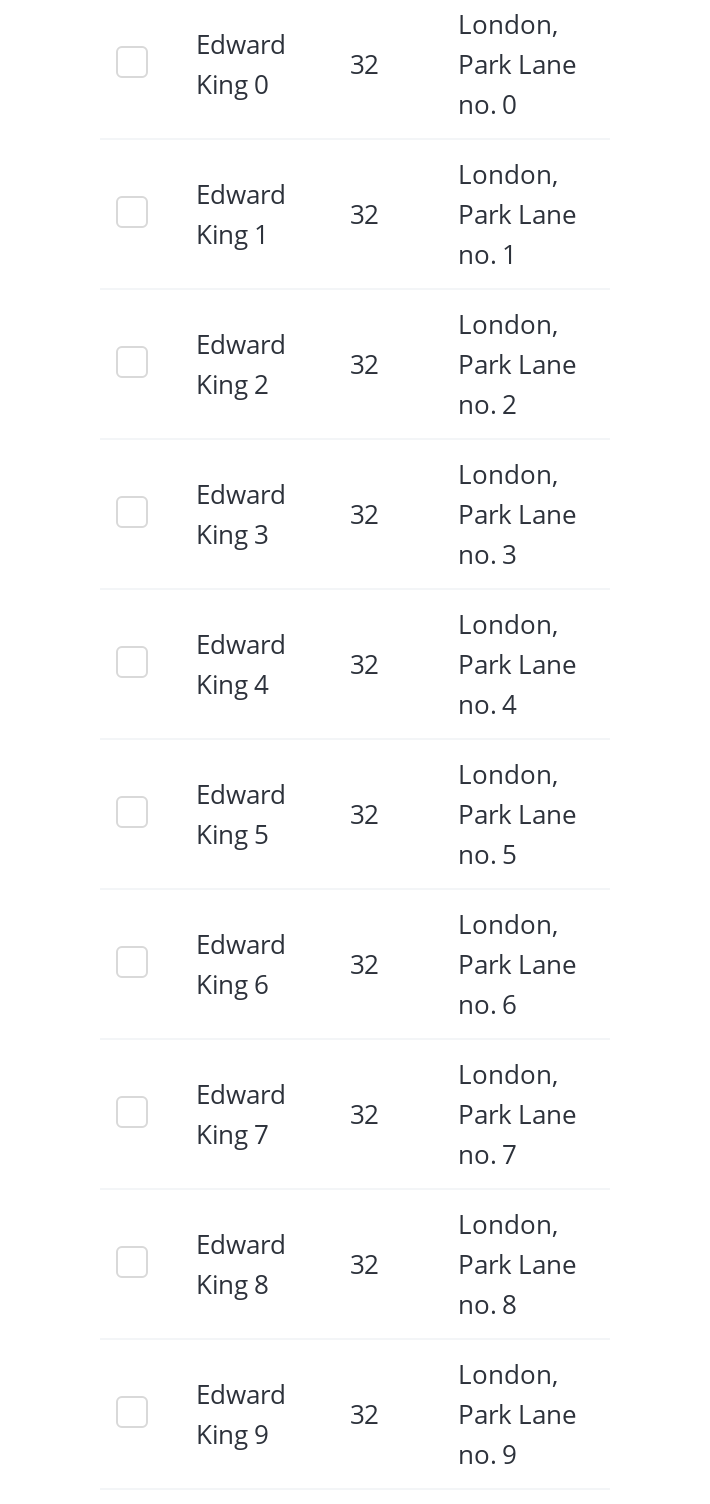 Edward
King 0
32
London,
Park Lane
no. 0
Edward
King 1
32
London,
Park Lane
no. 1
Edward
King 2
32
London,
Park Lane
no. 2
Edward
King 3
32
London,
Park Lane
no. 3
Edward
King 4
32
London,
Park Lane
no. 4
Edward
King 5
32
London,
Park Lane
no. 5
Edward
King 6
32
London,
Park Lane
no. 6
Edward
King 7
32
London,
Park Lane
no. 7
Edward
King 8
32
London,
Park Lane
no. 8
Edward
King 9
32
London,
Park Lane
no. 9